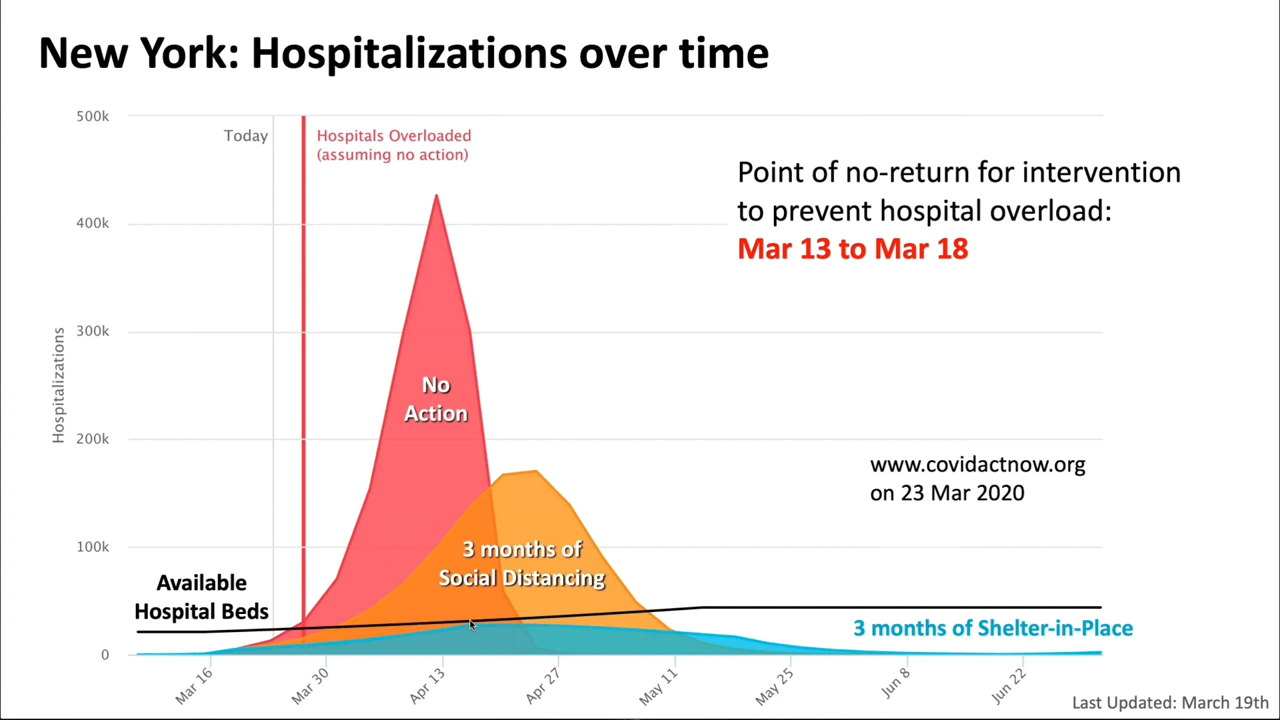 New York: Hospitalizations over time
500k
Today
Hospitals Overloaded
(assuming no action)
Point of no-return for intervention
to prevent hospital overload:
Mar 13 to Mar 18
400k
300k
Hospitalizations
No
Action
200k
www.covidactnow.org
on 23 Mar 2020
100k
3 months of
Social Distancing
Available
Hospital Beds
3 months of Shelter-in-Place
0
Mar 16
Mar 30
Apr 13
Apr 27
May 11
May 25
Jun 8
Jun 22
Last Updated: March 19th